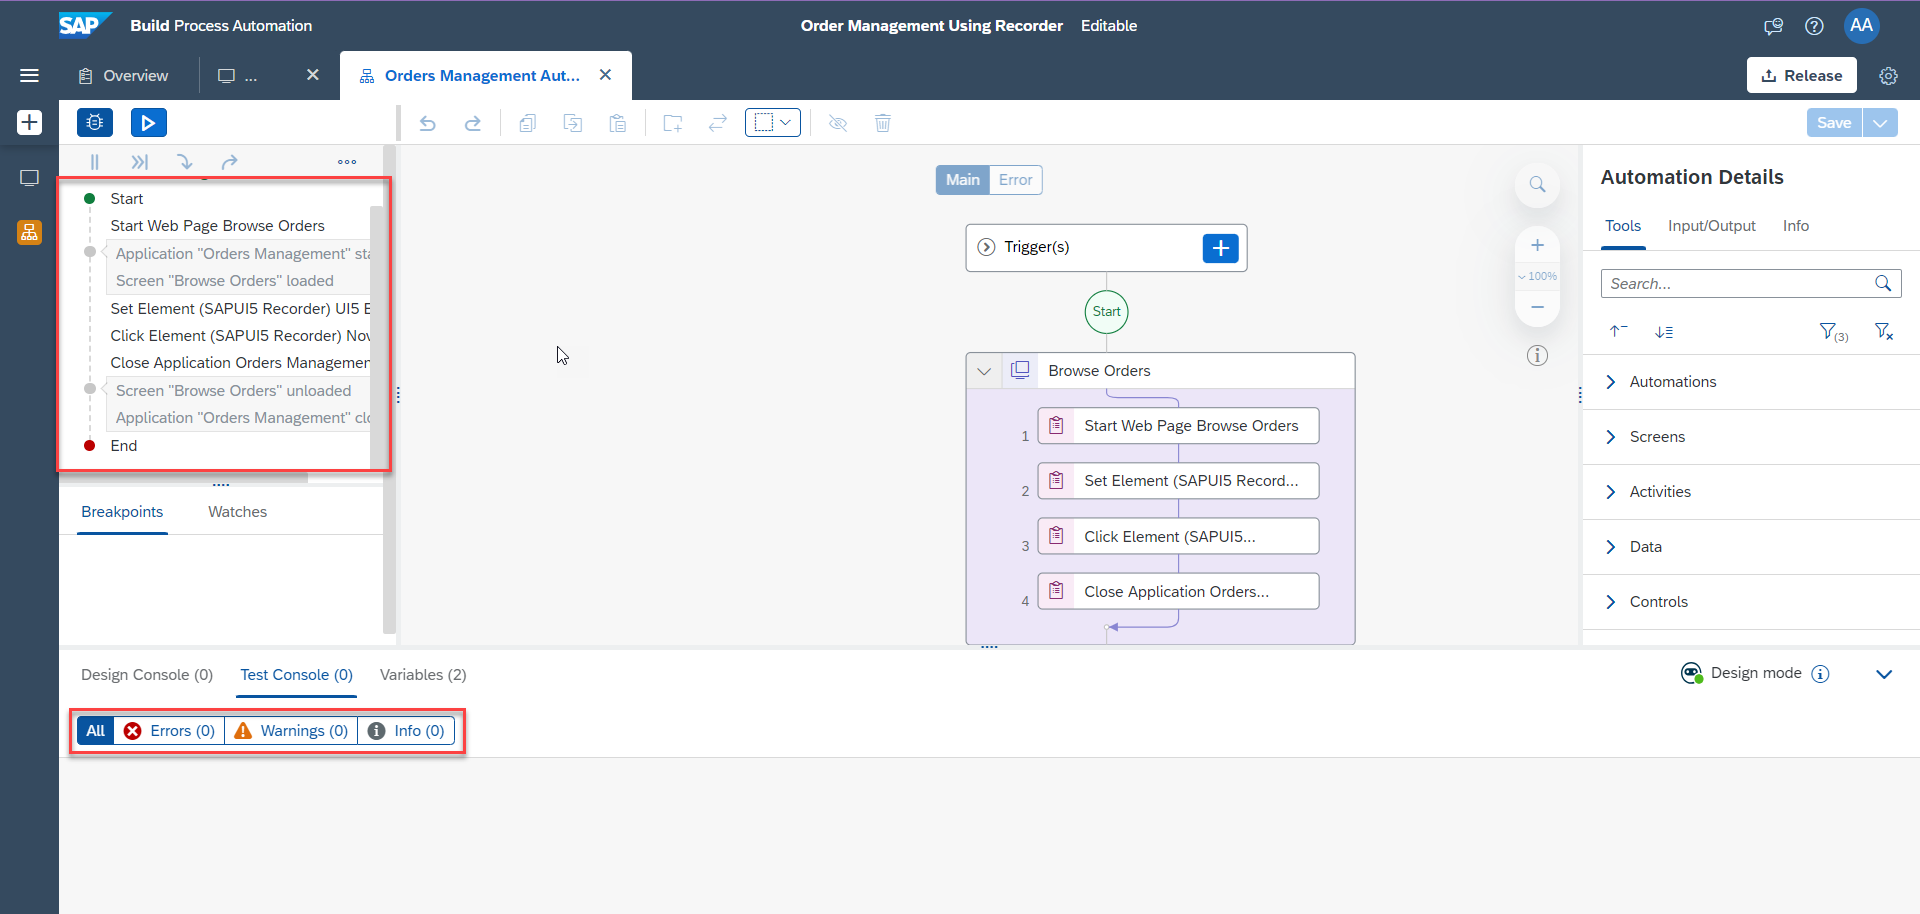 SAP Build Process Automation
Order Management Using Recorder Editable
AA
Overview
...
Orders Management Aut...
Release
Save
Start
Start Web Page Browse Orders
Application "Orders Management" sta
Screen "Browse Orders" loaded
Set Element (SAPUI5 Recorder) UI5 E
Click Element (SAPUI5 Recorder) Nov
Close Application Orders Managemen
Screen "Browse Orders" unloaded
Application "Orders Management" clo
End
Breakpoints Watches
Main Error
Trigger(s)
Start
Browse Orders
1 Start Web Page Browse Orders
2 Set Element (SAPUI5 Record...
3 Click Element (SAPUI5...
4 Close Application Orders...
100%
Automation Details
Tools Input/Output Info
Search...
(3)
Automations
Screens
Activities
Data
Controls
Design Console (0) Test Console (0) Variables (2)
Design mode
All Errors (0) Warnings (0) Info (0)